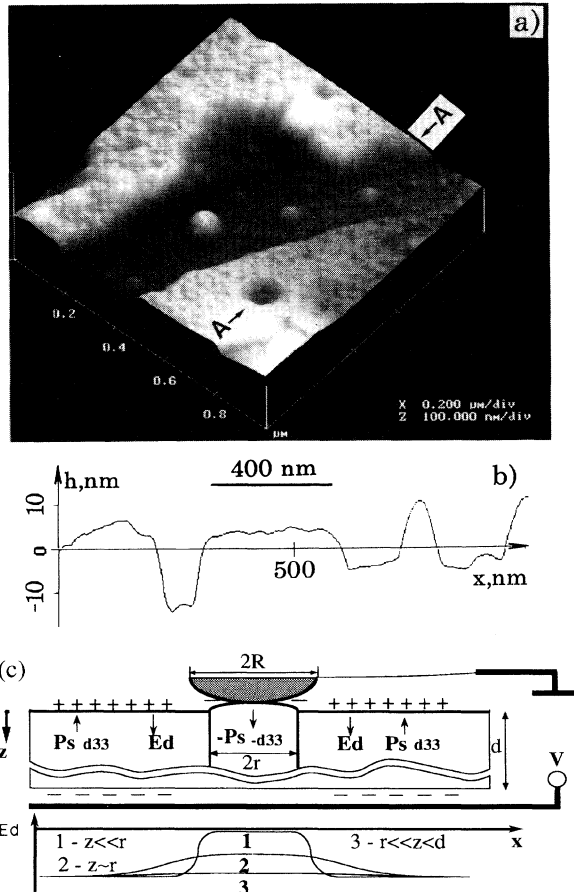 a)
←A
A→
0.2
0.4
0.6
0.8
μm
X 0.200 μm/div
Z 100.000 nm/div
b)
h,nm
400 nm
10
0
-10
500
x,nm
(c)
2R
+ + + + + + +
− −
+ + + + + + +
z
Ps d33
Ed
-Ps -d33
Ed
Ps d33
d
2r
V
− − − − −
− − − − −
Ed
1 - z<<r
1
3 - r<<z<d
x
2 - z~r
2
3